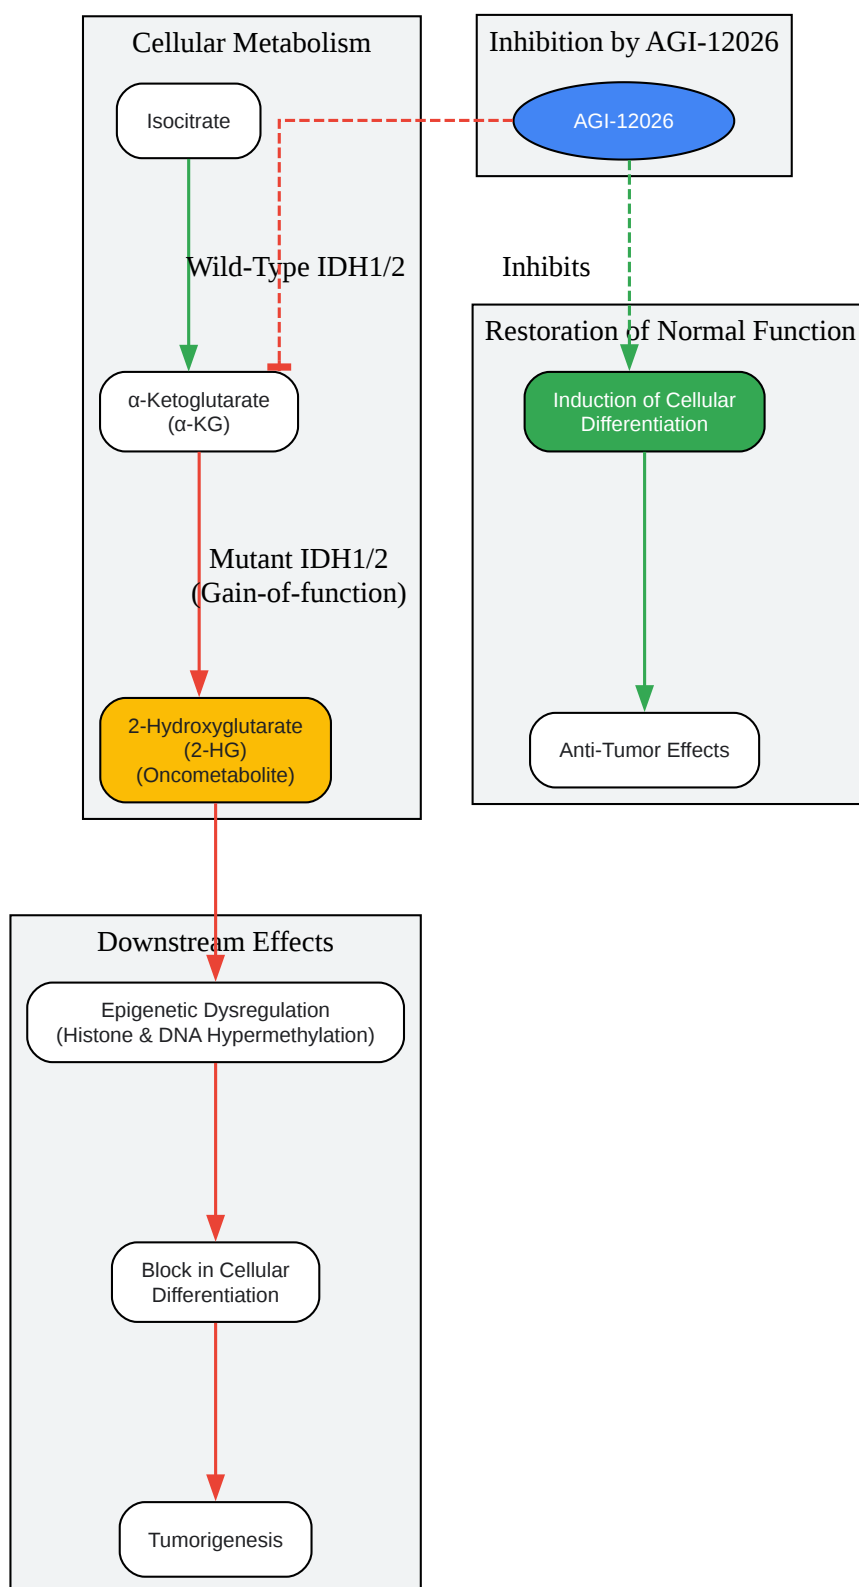 Cellular Metabolism
Isocitrate
Wild-Type IDH1/2
α-Ketoglutarate
(α-KG)
Mutant IDH1/2
(Gain-of-function)
2-Hydroxyglutarate
(2-HG)
(Oncometabolite)
Inhibition by AGI-12026
AGI-12026
Inhibits
Restoration of Normal Function
Induction of Cellular
Differentiation
Anti-Tumor Effects
Downstream Effects
Epigenetic Dysregulation
(Histone & DNA Hypermethylation)
Block in Cellular
Differentiation
Tumorigenesis